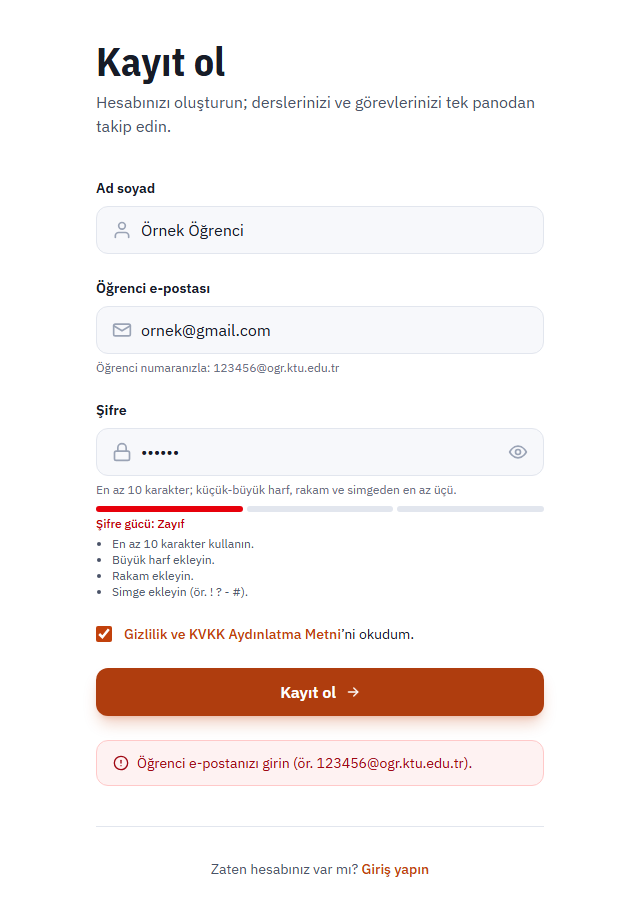 Kayıt ol
Hesabınızı oluşturun; derslerinizi ve görevlerinizi tek panodan
takip edin.
Ad soyad
Örnek Öğrenci
Öğrenci e-postası
ornek@gmail.com
Öğrenci numaranızla: 123456@ogr.ktu.edu.tr
Şifre
••••••
En az 10 karakter; küçük-büyük harf, rakam ve simgeden en az üçü.
Şifre gücü: Zayıf
• En az 10 karakter kullanın.
• Büyük harf ekleyin.
• Rakam ekleyin.
• Simge ekleyin (ör. ! ? - #).
Gizlilik ve KVKK Aydınlatma Metni’ni okudum.
Kayıt ol →
Öğrenci e-postanızı girin (ör. 123456@ogr.ktu.edu.tr).
Zaten hesabınız var mı? Giriş yapın